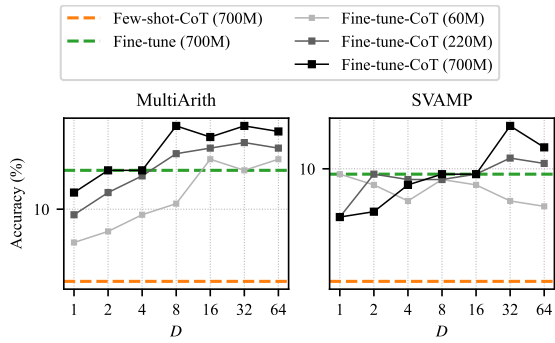 Few-shot-CoT (700M)
Fine-tune (700M)
Fine-tune-CoT (60M)
Fine-tune-CoT (220M)
Fine-tune-CoT (700M)
MultiArith
SVAMP
Accuracy (%)
10
10
1 2 4 8 16 32 64
1 2 4 8 16 32 64
D
D